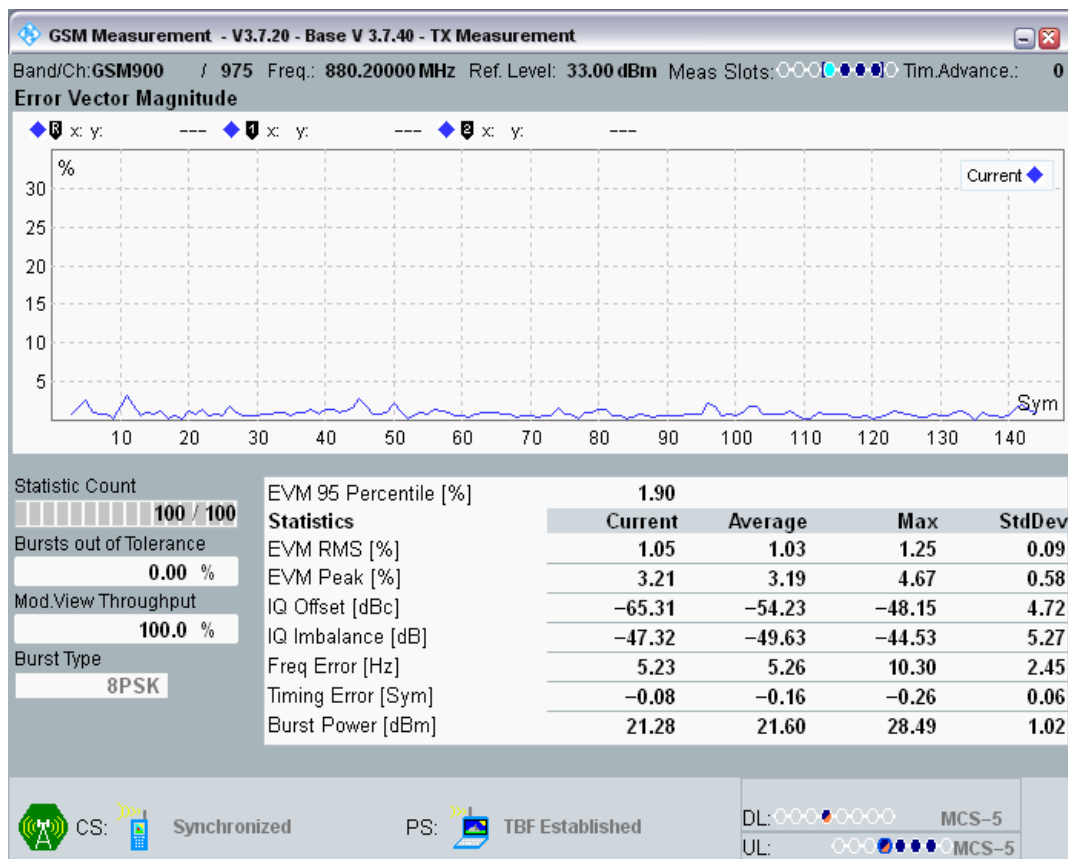 GSM Measurement - V3.7.20 - Base V 3.7.40 - TX Measurement
Band/Ch:GSM900 / 975 Freq.: 880.20000 MHz Ref. Level: 33.00 dBm Meas Slots: Tim.Advance.: 0
Error Vector Magnitude
R x: y: --- 1 x: y: --- 2 x: y: ---
%
Current
30
25
20
15
10
5
Sym
10 20 30 40 50 60 70 80 90 100 110 120 130 140
Statistic Count
100 / 100
Bursts out of Tolerance
0.00 %
Mod.View Throughput
100.0 %
Burst Type
8PSK
EVM 95 Percentile [%] 1.90
Statistics Current Average Max StdDev
EVM RMS [%] 1.05 1.03 1.25 0.09
EVM Peak [%] 3.21 3.19 4.67 0.58
IQ Offset [dBc] −65.31 −54.23 −48.15 4.72
IQ Imbalance [dB] −47.32 −49.63 −44.53 5.27
Freq Error [Hz] 5.23 5.26 10.30 2.45
Timing Error [Sym] −0.08 −0.16 −0.26 0.06
Burst Power [dBm] 21.28 21.60 28.49 1.02
CS: Synchronized PS: TBF Established
DL: MCS−5
UL: MCS−5